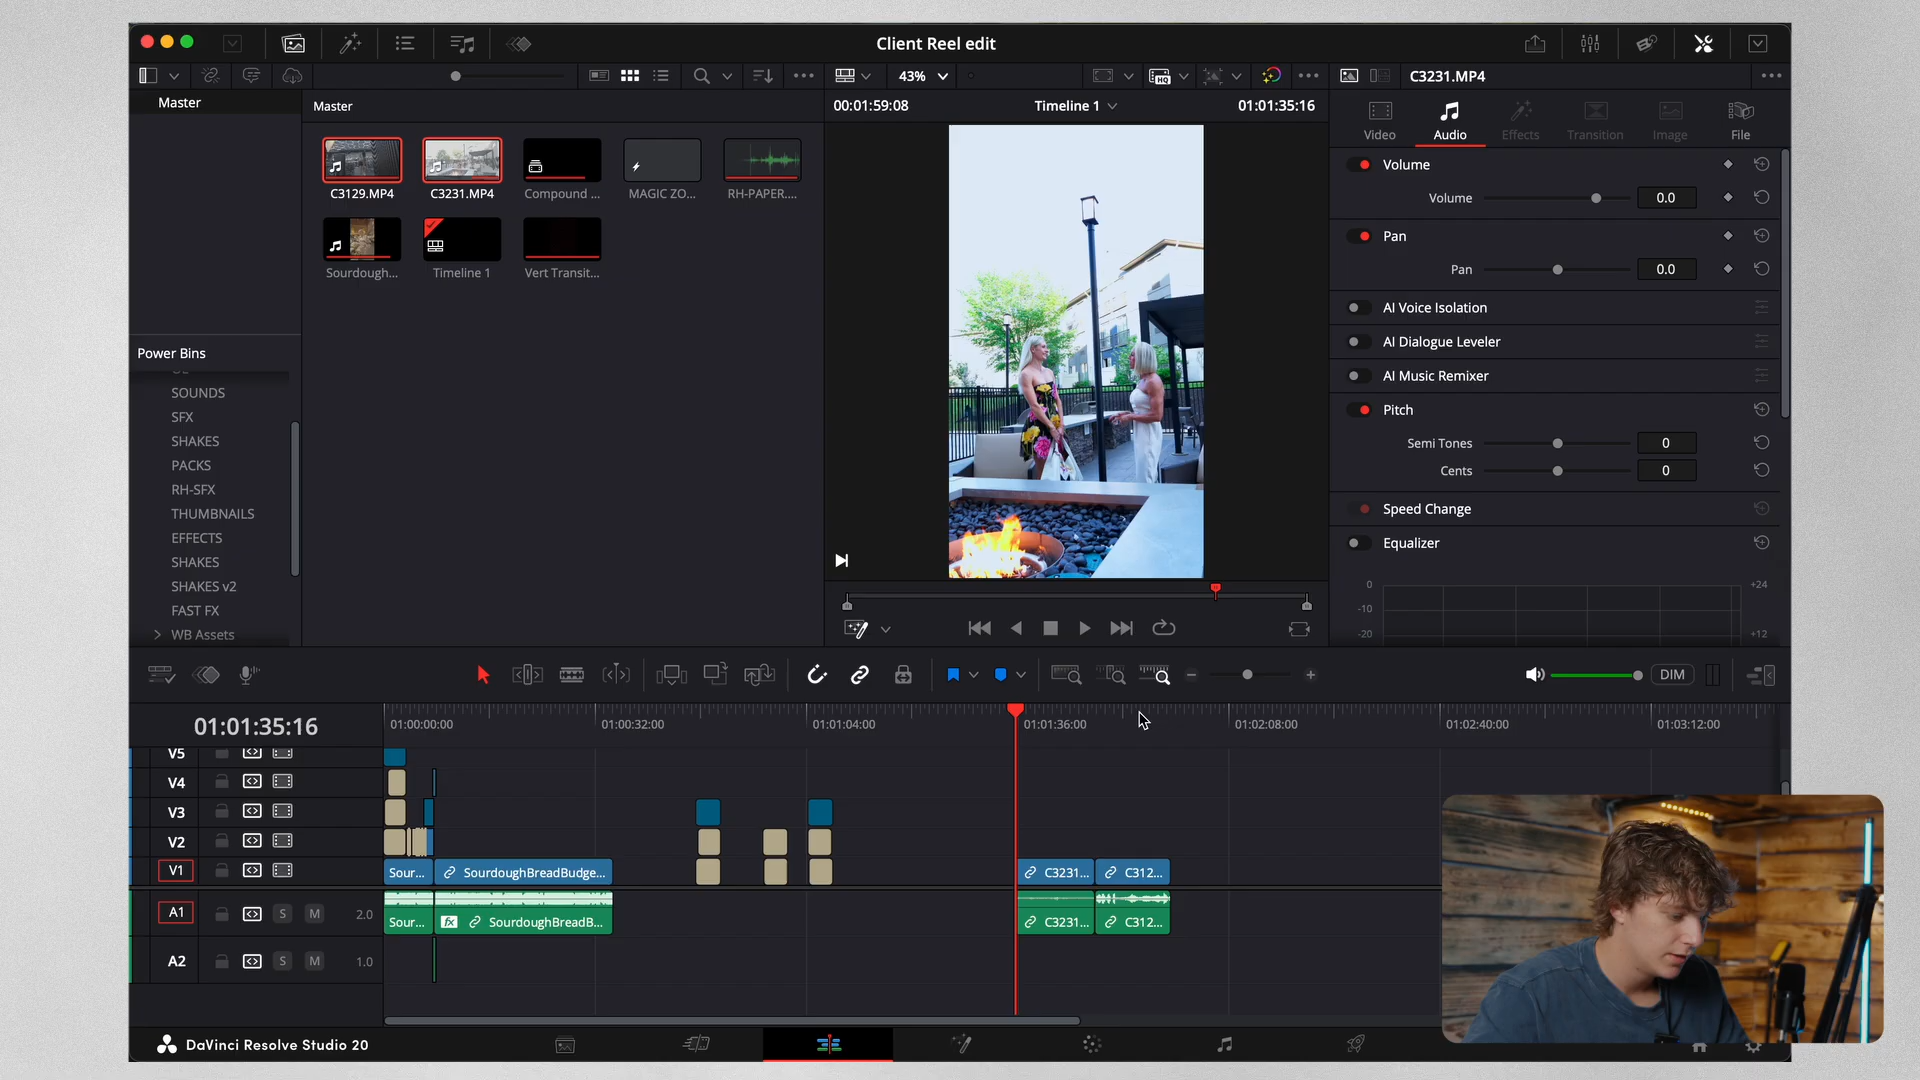 Client Reel edit
43%
C3231.MP4
Master
Master
00:01:59:08
Timeline 1
01:01:35:16
Video
Audio
Effects
Transition
Image
File
C3129.MP4
C3231.MP4
Compound ...
MAGIC ZO...
RH-PAPER....
Sourdough...
Timeline 1
Vert Transit...
Volume
Volume
0.0
Pan
Pan
0.0
AI Voice Isolation
AI Dialogue Leveler
AI Music Remixer
Pitch
Semi Tones
0
Cents
0
Speed Change
Equalizer
0
+24
-10
-20
+12
Power Bins
SOUNDS
SFX
SHAKES
PACKS
RH-SFX
THUMBNAILS
EFFECTS
SHAKES
SHAKES v2
FAST FX
WB Assets
DIM
01:01:35:16
01:00:00:00
01:00:32:00
01:01:04:00
01:01:36:00
01:02:08:00
01:02:40:00
01:03:12:00
V5
V4
V3
V2
V1
Sour...
SourdoughBreadBudge...
C3231...
C312...
A1
S
M
2.0
Sour...
fx
SourdoughBreadB...
C3231...
C312...
A2
S
M
1.0
DaVinci Resolve Studio 20